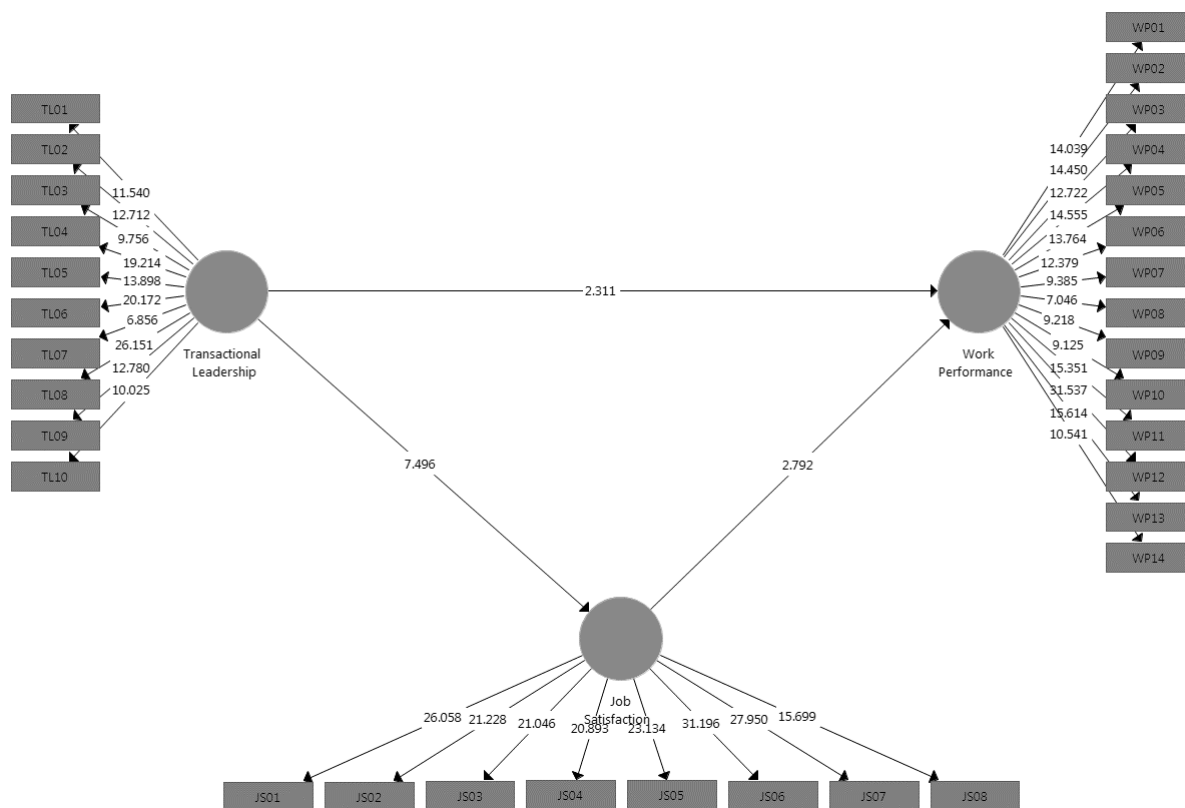 TL01
TL02
TL03
TL04
TL05
TL06
TL07
TL08
TL09
TL10
11.540
12.712
9.756
19.214
13.898
20.172
6.856
26.151
12.780
10.025
Transactional
Leadership
2.311
7.496
2.792
Work
Performance
14.039
14.450
12.722
14.555
13.764
12.379
9.385
7.046
9.218
9.125
15.351
31.537
15.614
10.541
WP01
WP02
WP03
WP04
WP05
WP06
WP07
WP08
WP09
WP10
WP11
WP12
WP13
WP14
Job
Satisfaction
26.058
21.228
21.046
20.893
23.134
31.196
27.950
15.699
JS01
JS02
JS03
JS04
JS05
JS06
JS07
JS08